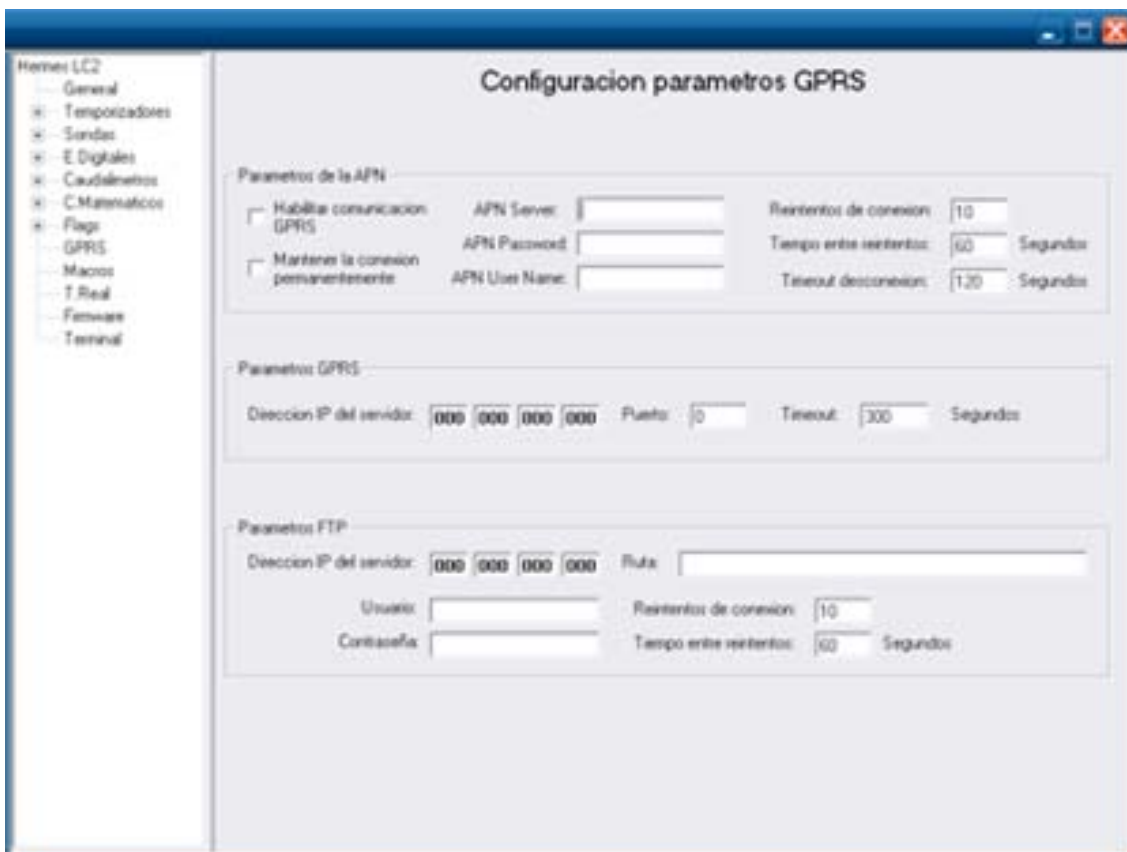 Hermes LC2
General
Temporizadores
Sondas
E.Digitales
Caudalimetros
C.Matematicos
Flags
GPRS
Macros
T.Real
Firmware
Terminal
Configuracion parametros GPRS
Parametros de la APN
Habilitar comunicacion
GPRS
Mantener la conexion
permanentemente
APN Server:
APN Password:
APN User Name:
Reintentos de conexion: 10
Tiempo entre reintentos: 60 Segundos
Timeout desconexion: 120 Segundos
Parametros GPRS
Direccion IP del servidor: 000 000 000 000 Puerto: 0 Timeout: 300 Segundos
Parametros FTP
Direccion IP del servidor: 000 000 000 000 Ruta:
Usuario: Reintentos de conexion: 10
Contraseña: Tiempo entre reintentos: 60 Segundos